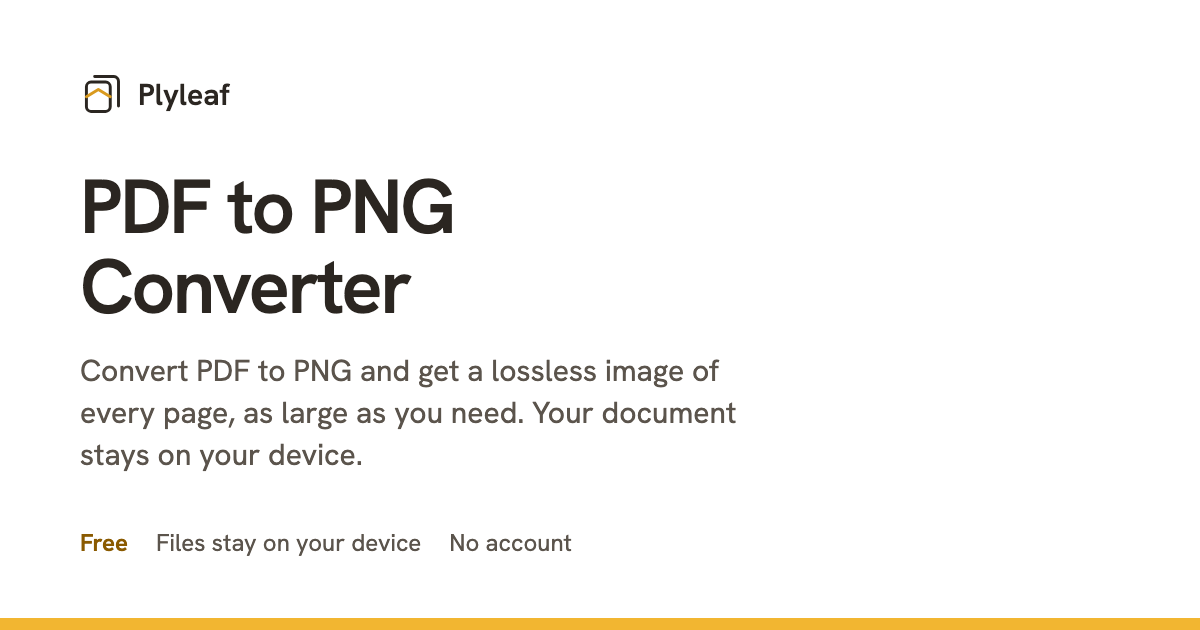 Plyleaf
PDF to PNG
Converter
Convert PDF to PNG and get a lossless image of
every page, as large as you need. Your document
stays on your device.
Free Files stay on your device No account